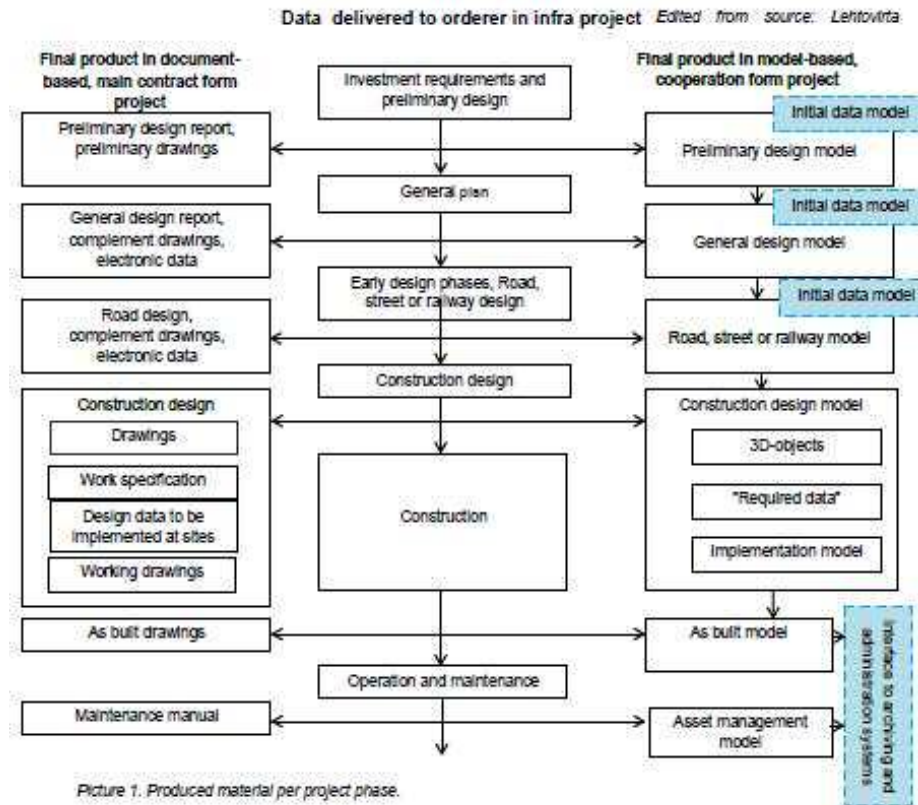 Data delivered to orderer in infra project Edited from source: Lehtovirta
Final product in document-
based, main contract form
project
Preliminary design report,
preliminary drawings
General design report,
complement drawings,
electronic data
Road design,
complement drawings,
electronic data
Construction design
Drawings
Work specification
Design data to be
implemented at sites
Working drawings
As built drawings
Maintenance manual
Investment requirements and
preliminary design
General plan
Early design phases, Road,
street or railway design
Construction design
Construction
Operation and maintenance
Final product in model-based,
cooperation form project
Initial data model
Preliminary design model
Initial data model
General design model
Initial data model
Road, street or railway model
Construction design model
3D-objects
"Required data"
Implementation model
As built model
Asset management
model
Interface to archiving and
administration systems
Picture 1. Produced material per project phase.